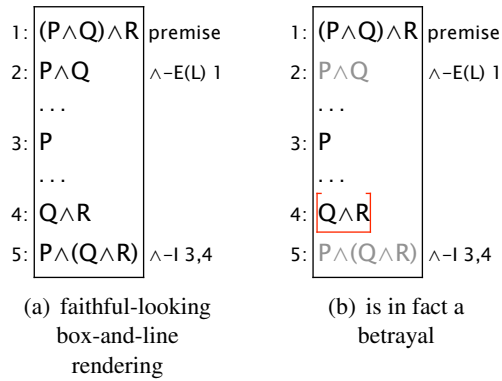 1: (P∧Q)∧R premise
2: P∧Q ∧-E(L) 1
...
3: P
...
4: Q∧R
5: P∧(Q∧R) ∧-I 3,4
(a) faithful-looking
box-and-line
rendering
1: (P∧Q)∧R premise
2: P∧Q ∧-E(L) 1
...
3: P
...
4: Q∧R
5: P∧(Q∧R) ∧-I 3,4
(b) is in fact a
betrayal